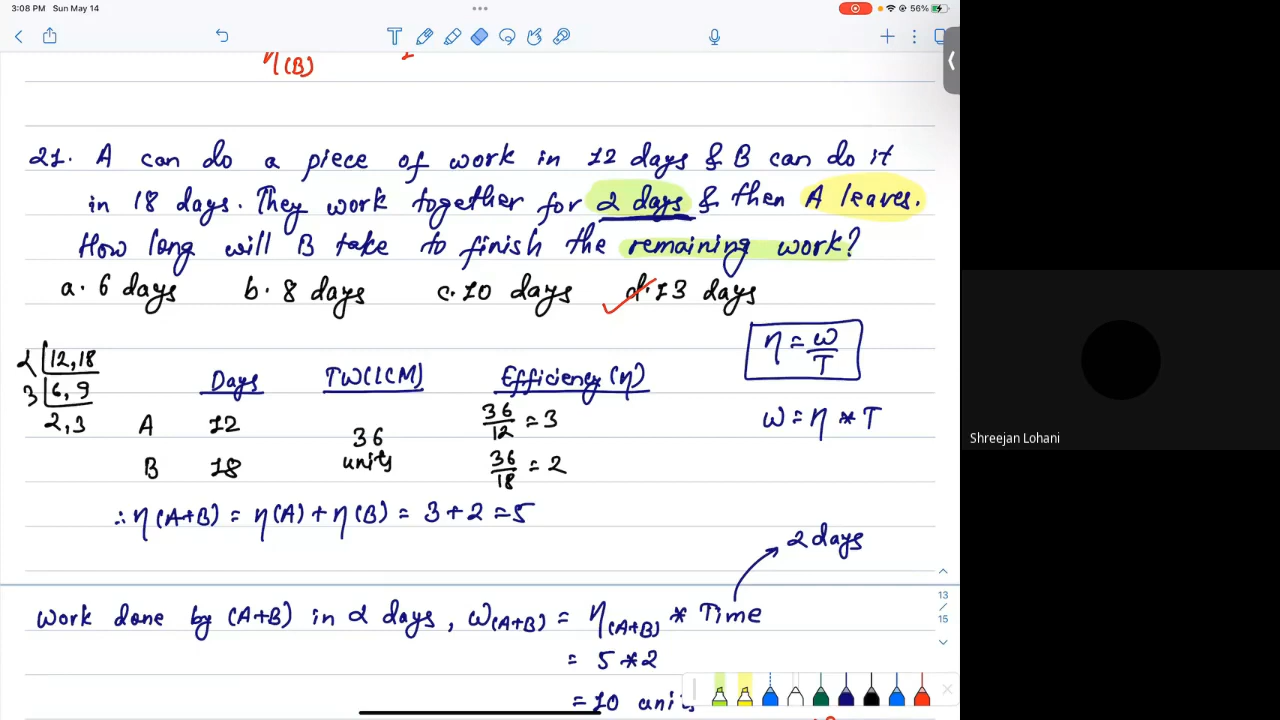 3:08 PM Sun May 14
56%
η(B)
21. A can do a piece of work in 12 days & B can do it
in 18 days. They work together for 2 days & then A leaves.
How long will B take to finish the remaining work?
a. 6 days b. 8 days c. 10 days d. 13 days
η = w/T
w = η * T
2 | 12, 18
3 | 6, 9
2, 3
Days TW(LCM) Efficiency (η)
A 12 36/12 = 3
36 units
B 18 36/18 = 2
∴ η(A+B) = η(A) + η(B) = 3 + 2 = 5
2 days
Work done by (A+B) in 2 days, w(A+B) = η(A+B) * Time
= 5 * 2
= 10 units
13
/
15
Shreejan Lohani